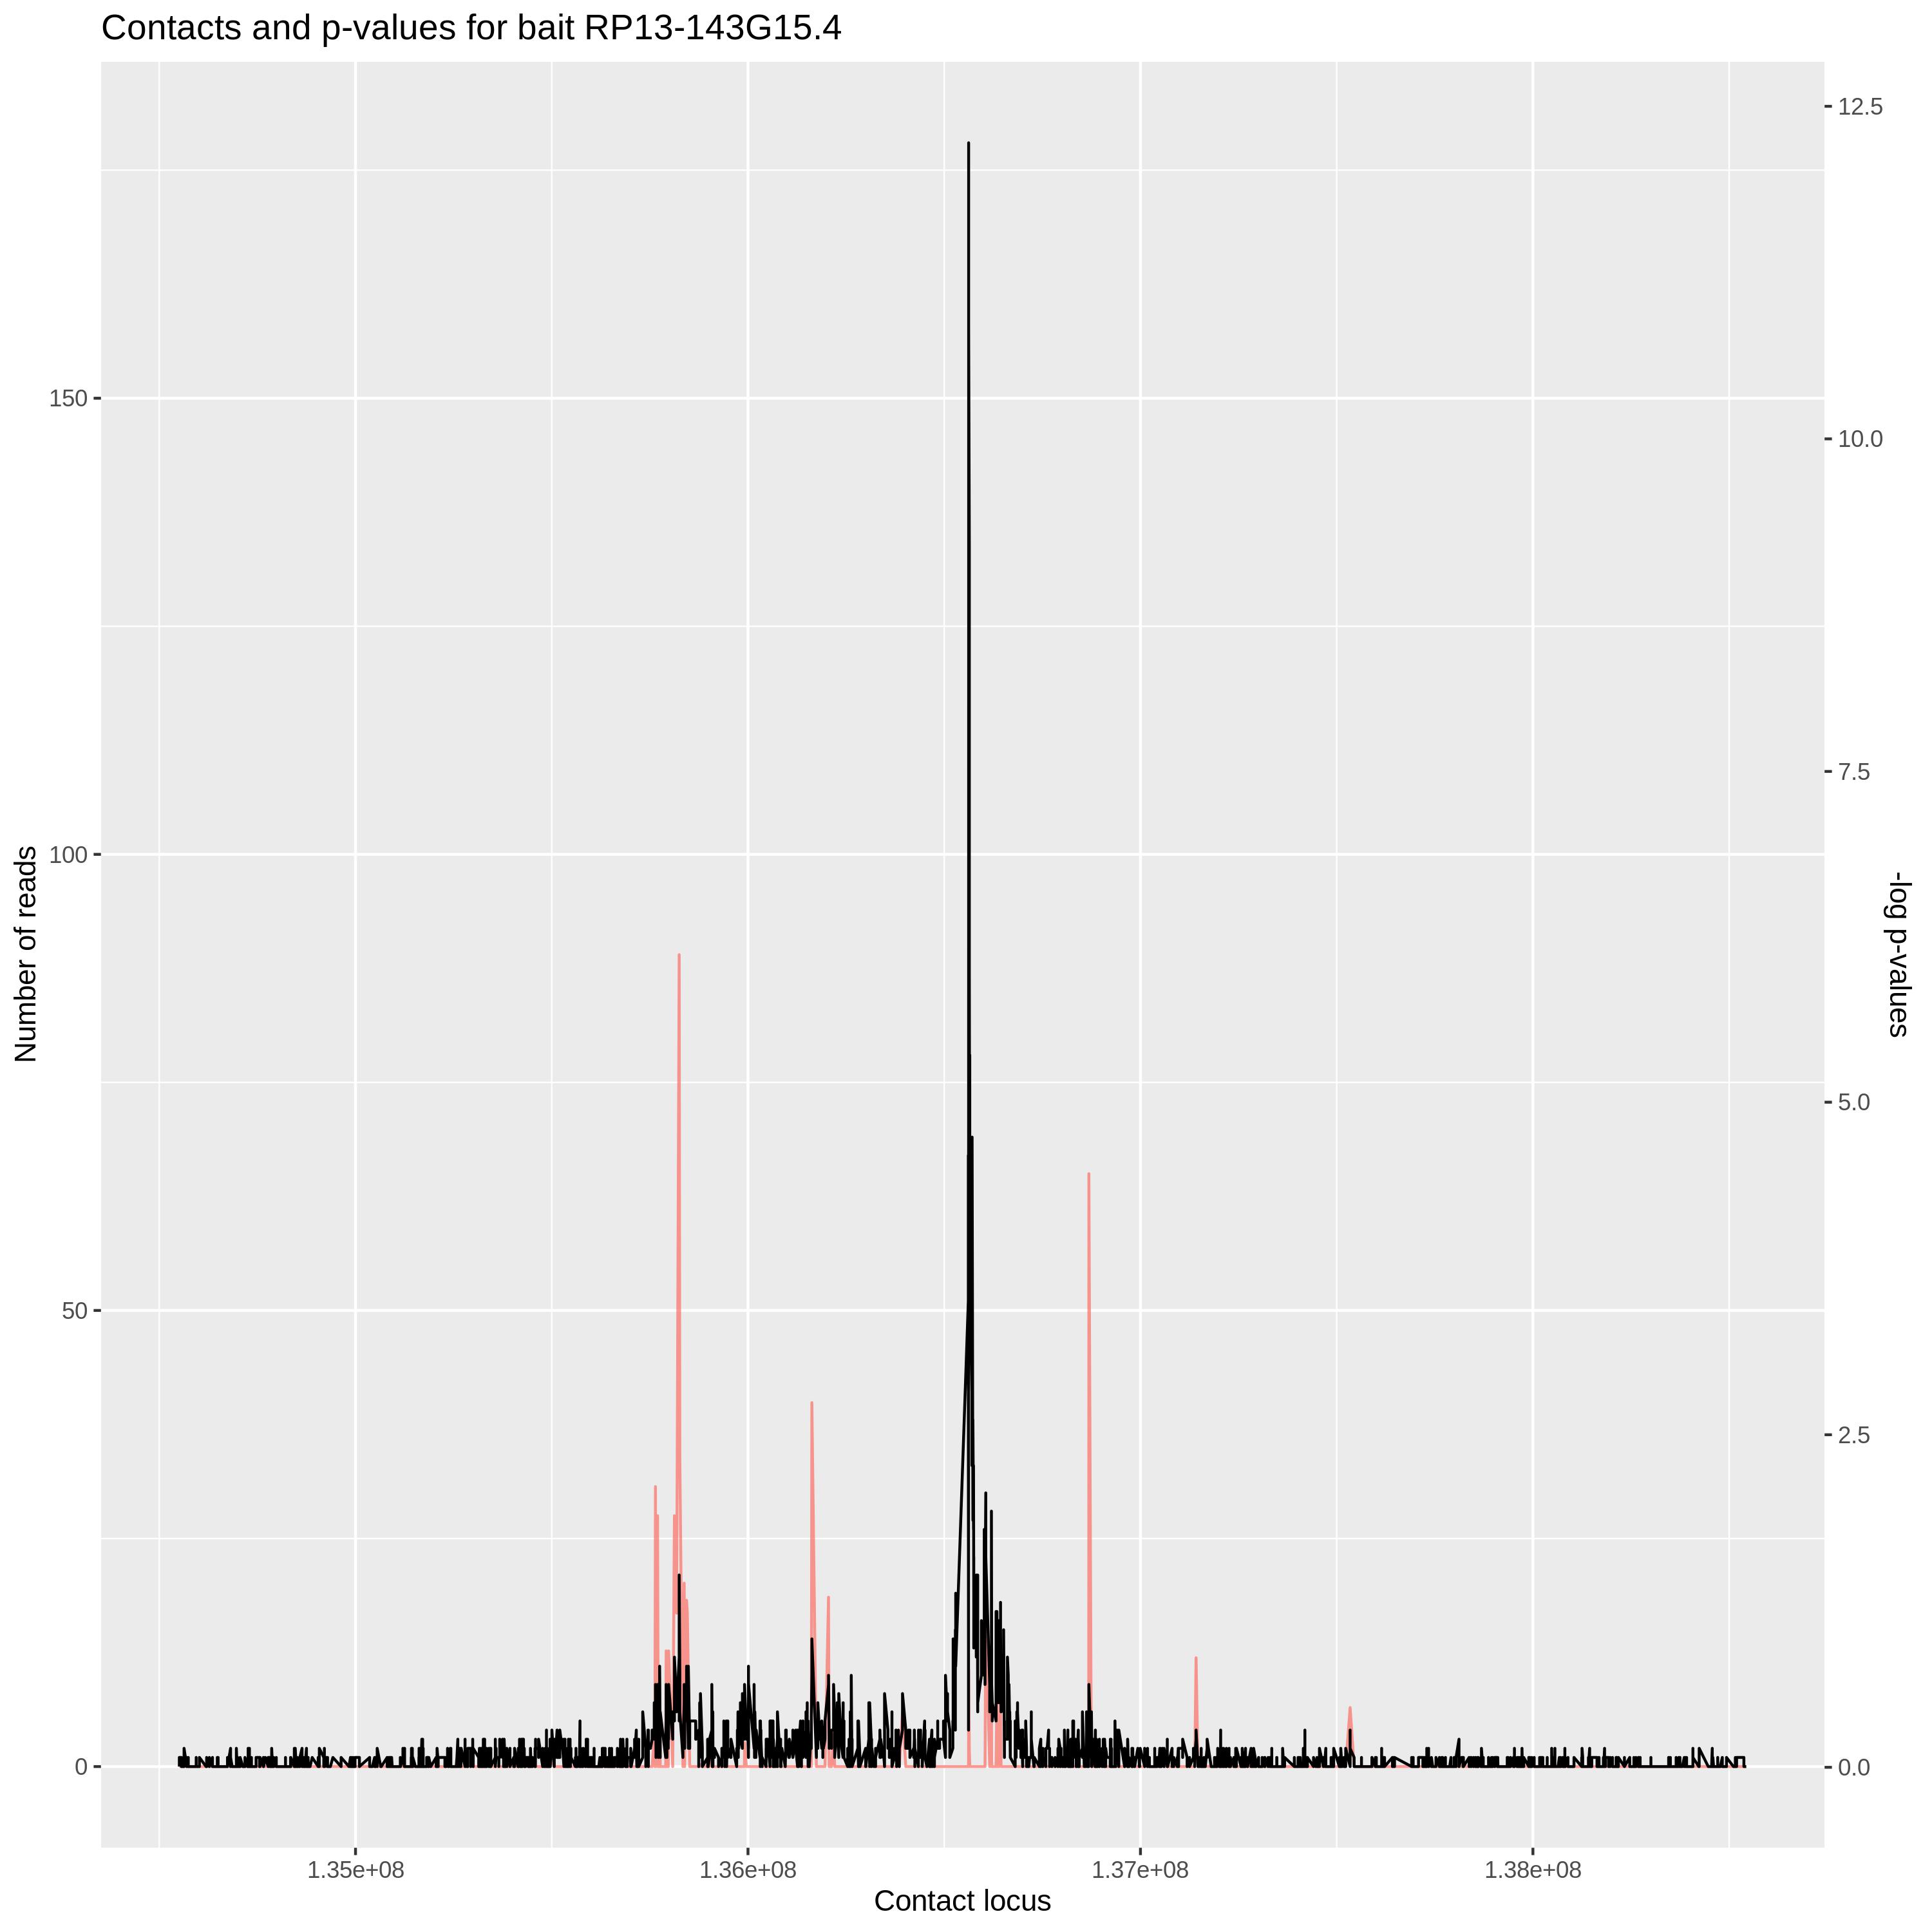 Contacts and p-values for bait RP13-143G15.4
12.5
150
10.0
7.5
100
Number of reads
-log p-values
5.0
50
2.5
0
0.0
1.35e+08
1.36e+08
1.37e+08
1.38e+08
Contact locus